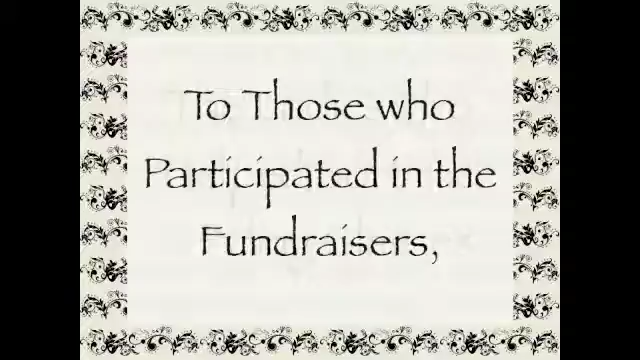 To Those who
Participated in the
Fundraisers,